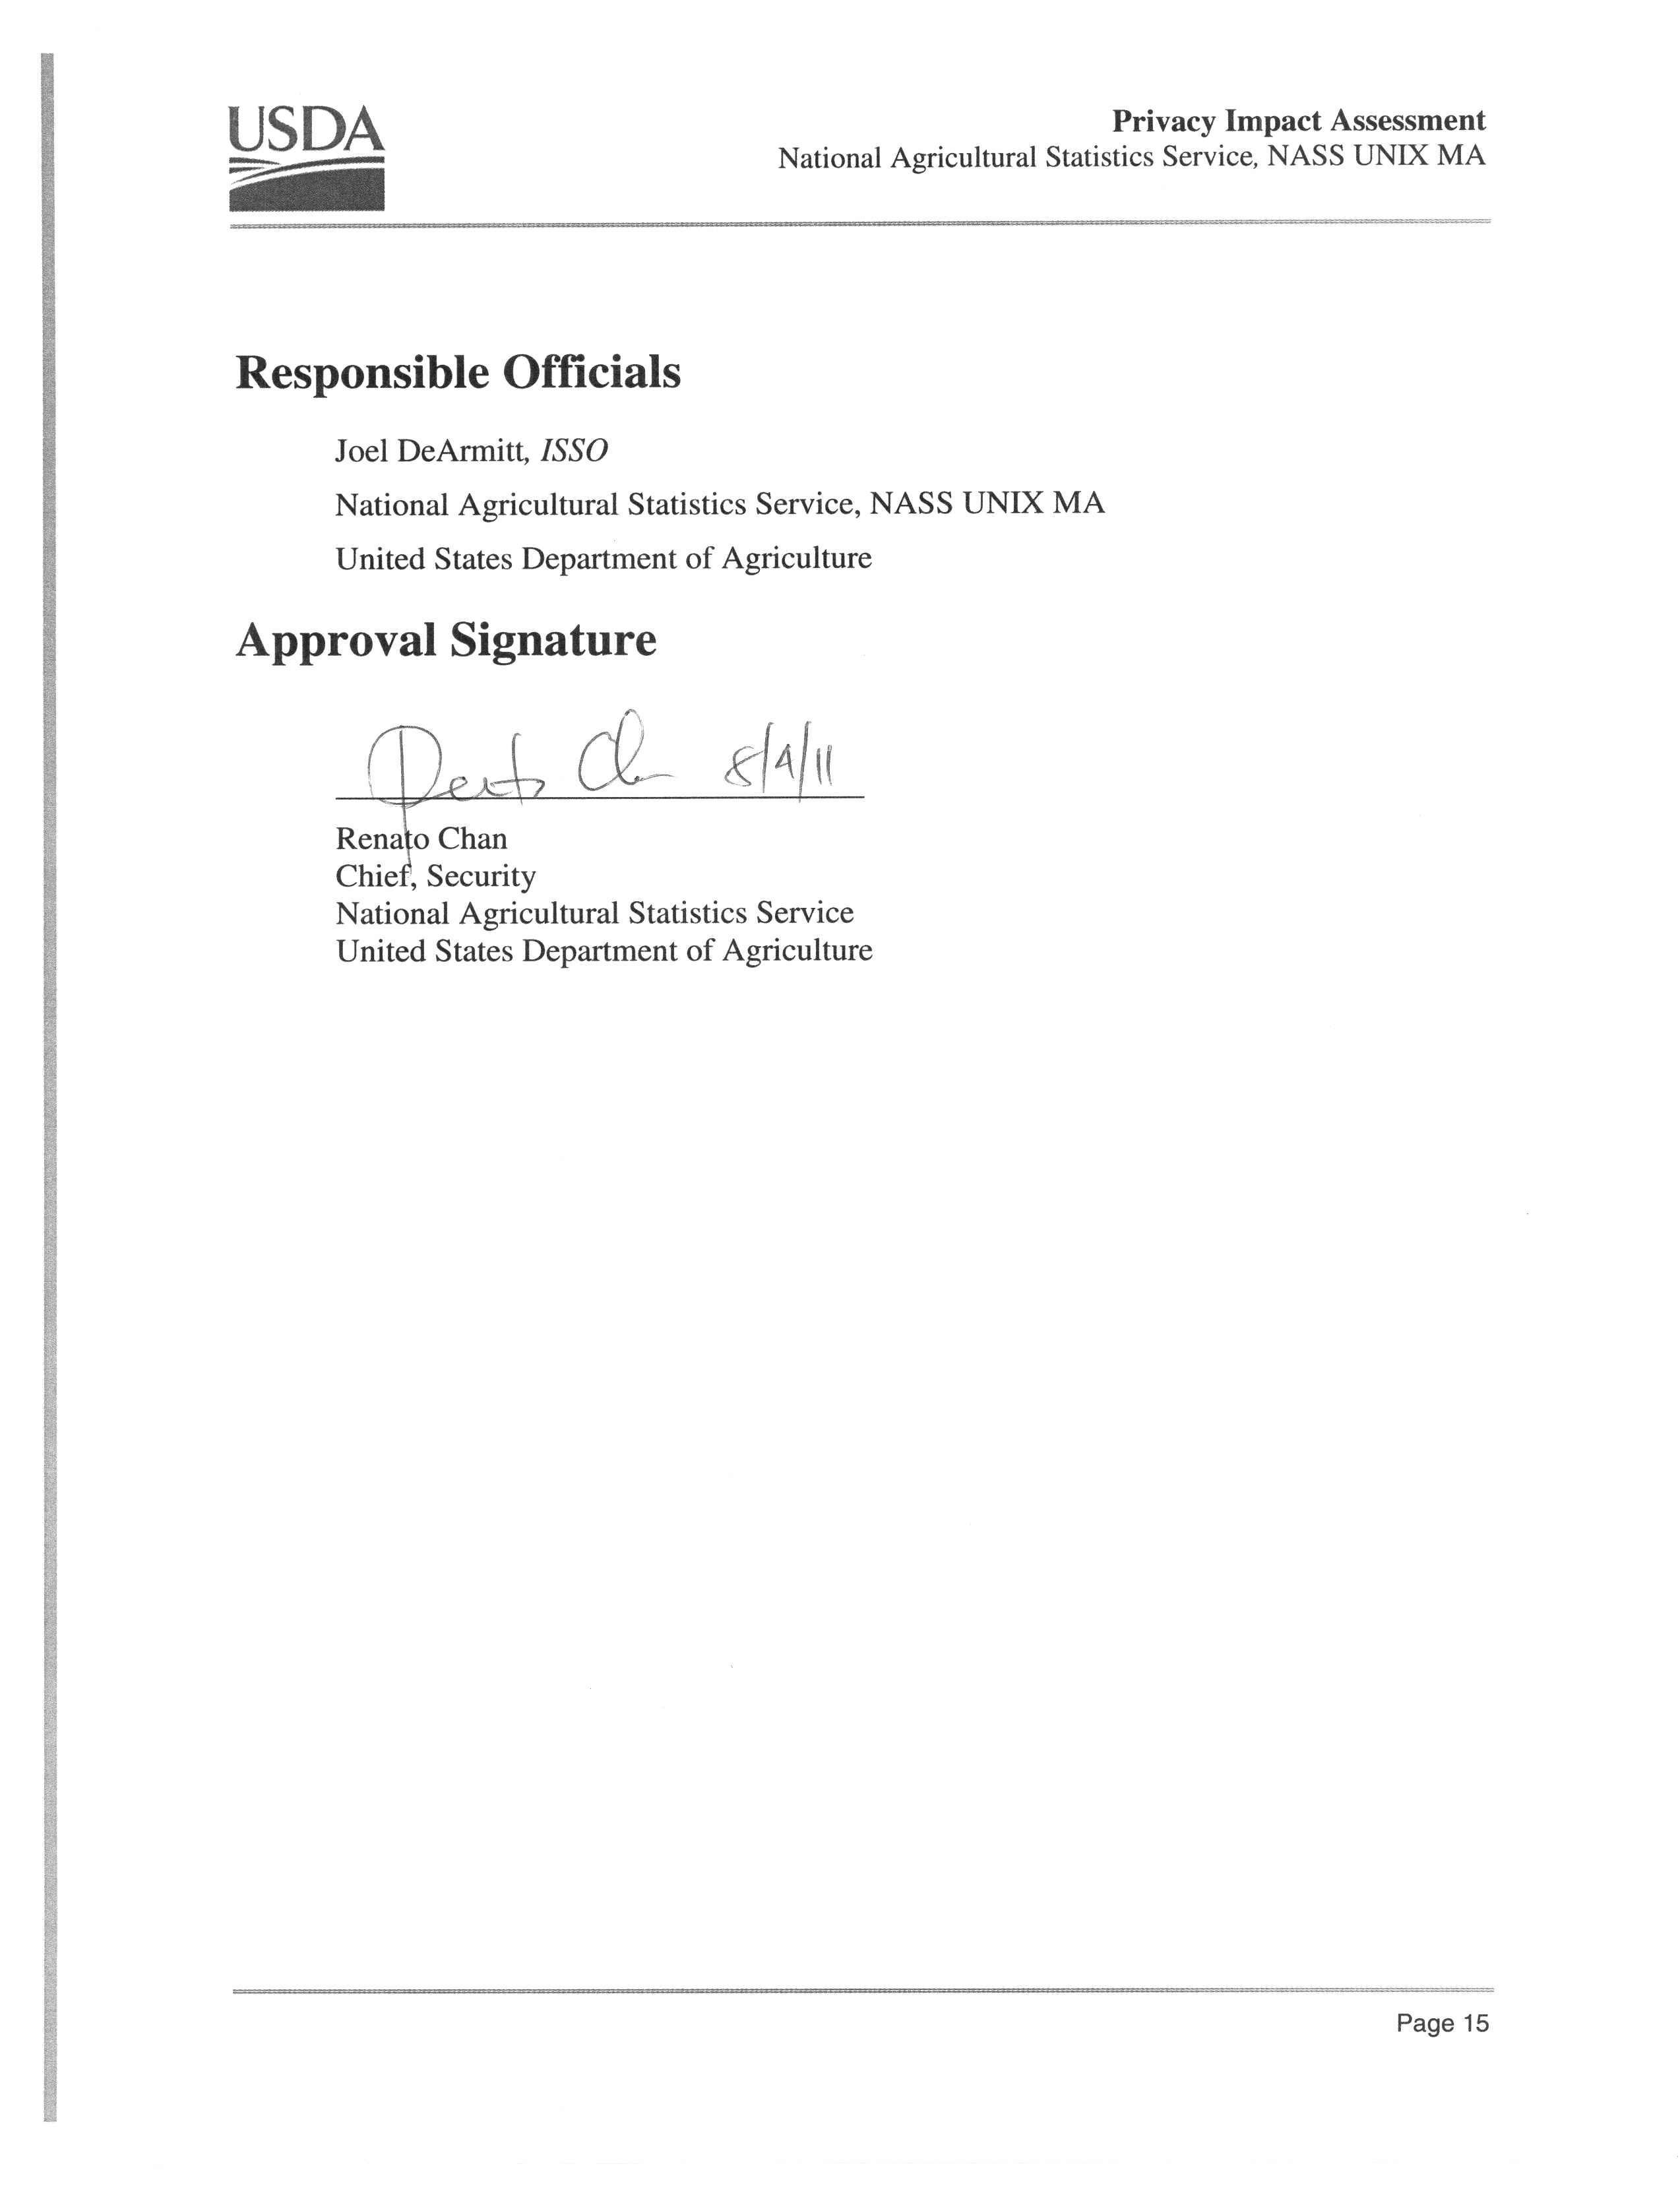 USDA
Privacy Impact Assessment
National Agricultural Statistics Service, NASS UNIX MA
Responsible Officials
Joel DeArmitt, ISSO
National Agricultural Statistics Service, NASS UNIX MA
United States Department of Agriculture
Approval Signature
Renato Chan 8/4/11
Renato Chan
Chief, Security
National Agricultural Statistics Service
United States Department of Agriculture
Page 15